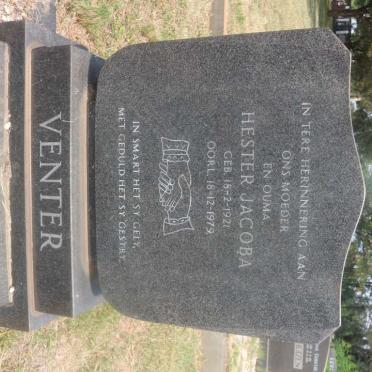 IN TERE HERINNERING AAN
ONS MOEDER
EN OUMA
HESTER JACOBA
GEB. 18-2-1921
OORL. 18-12-1979
IN SMART HET SY GELY,
MET GEDULD HET SY GESTRY.
VENTER